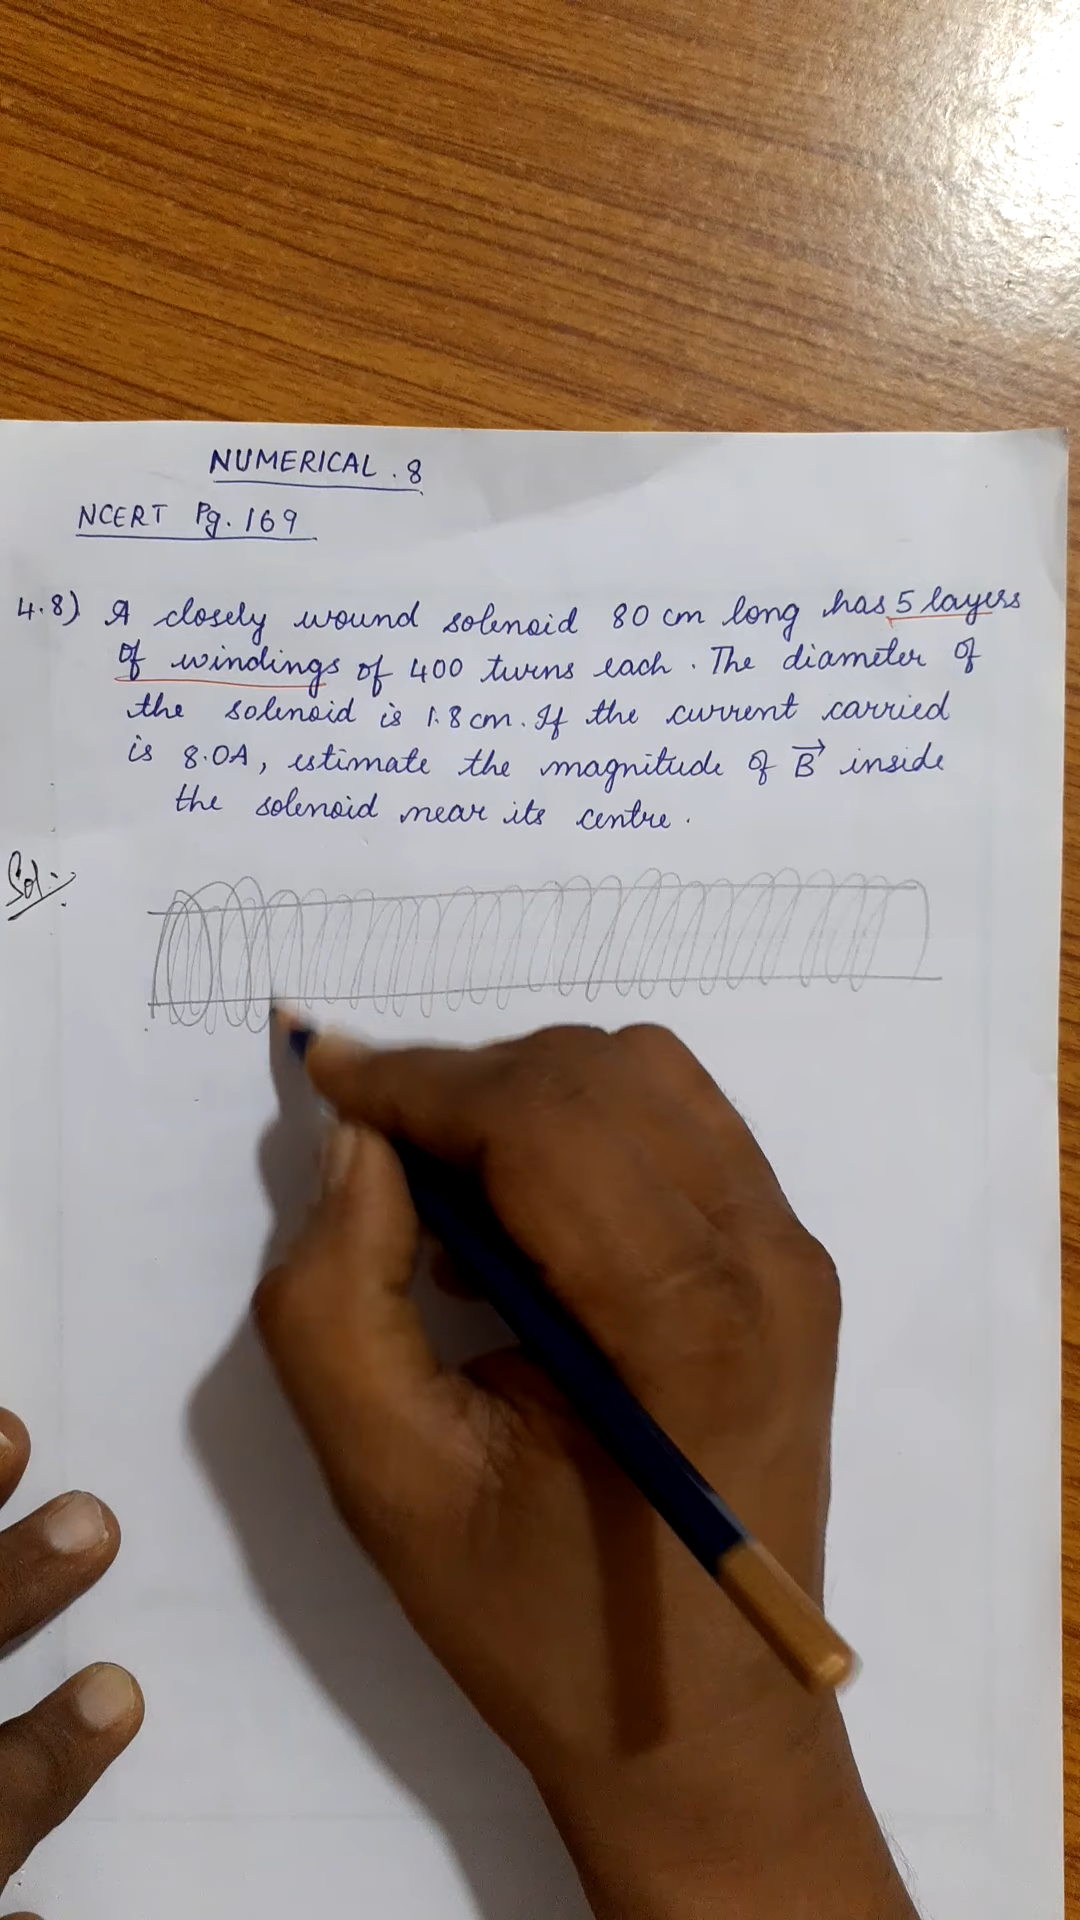 NUMERICAL . 8
NCERT Pg. 169
4.8) A closely wound solenoid 80 cm long has 5 layers
of windings of 400 turns each . The diameter of
the solenoid is 1.8 cm. If the current carried
is 8.0A, estimate the magnitude of B⃗ inside
the solenoid near its centre .
Sol:-